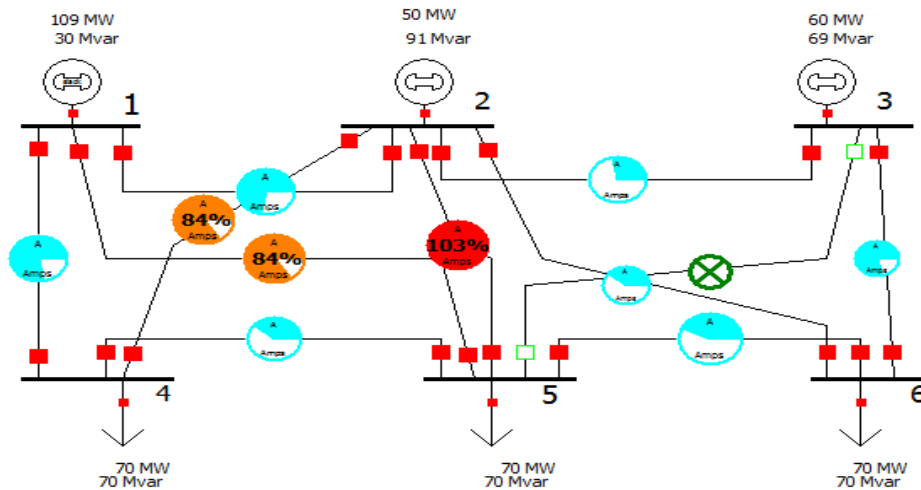 109 MW
30 Mvar
50 MW
91 Mvar
60 MW
69 Mvar
slack
1
2
3
A
Amps
A
84%
Amps
A
84%
Amps
A
103%
Amps
A
Amps
A
Amps
A
Amps
A
Amps
A
Amps
A
Amps
4
5
6
70 MW
70 Mvar
70 MW
70 Mvar
70 MW
70 Mvar